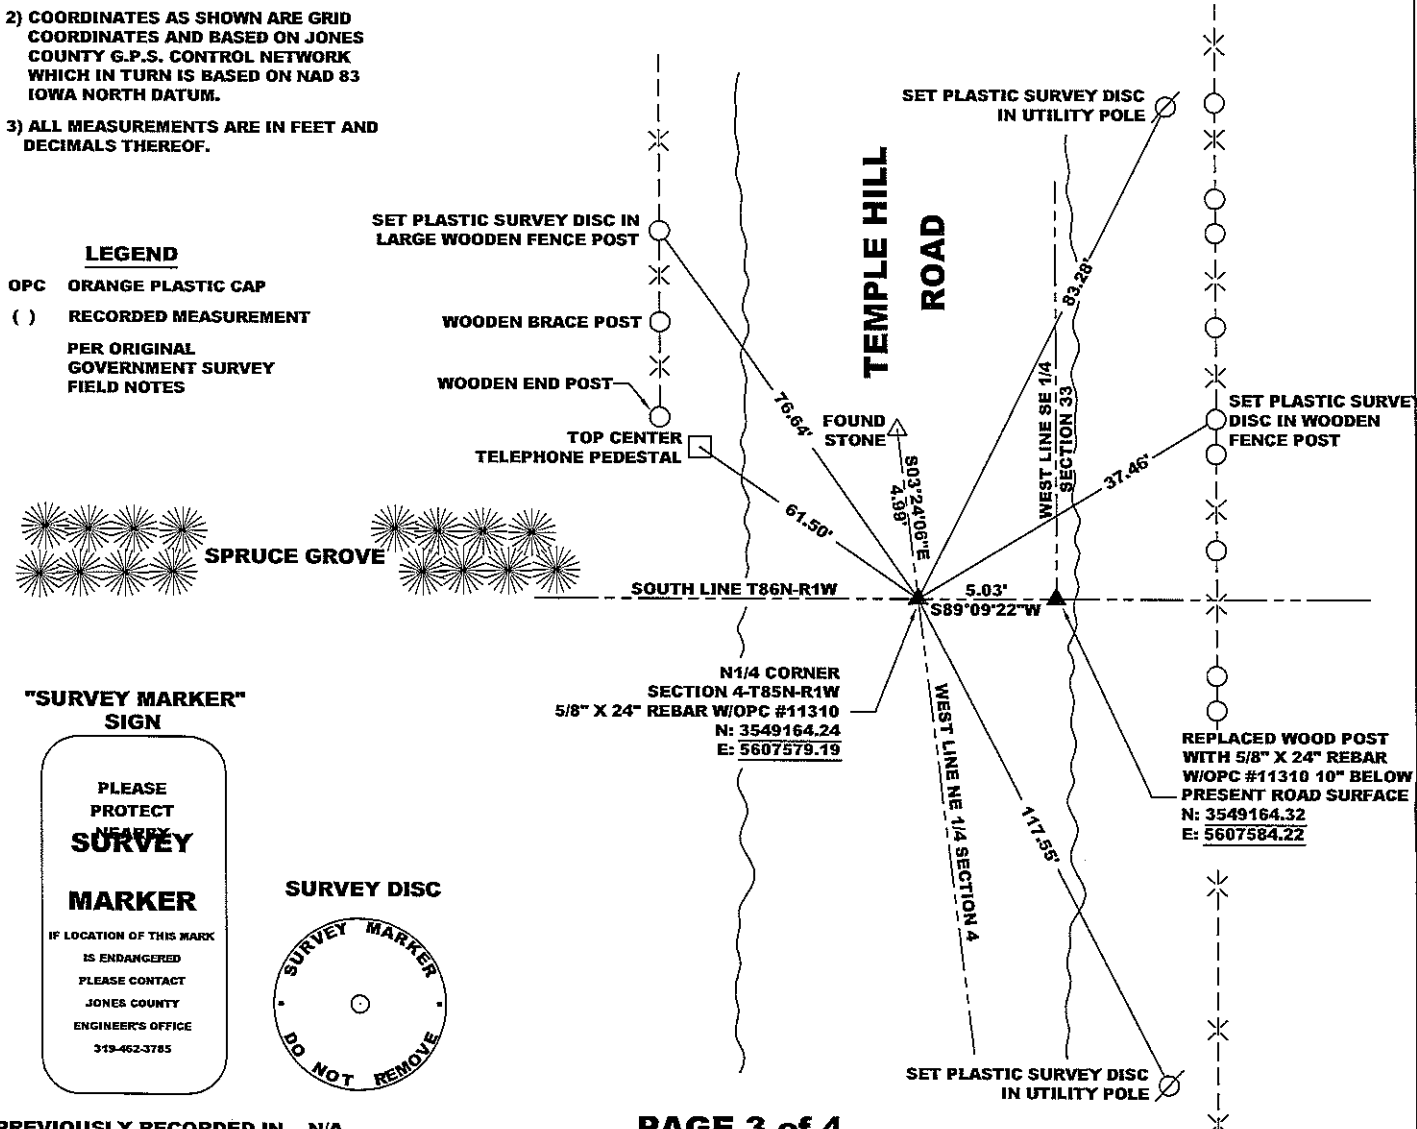 2) COORDINATES AS SHOWN ARE GRID
COORDINATES AND BASED ON JONES
COUNTY G.P.S. CONTROL NETWORK
WHICH IN TURN IS BASED ON NAD 83
IOWA NORTH DATUM.
3) ALL MEASUREMENTS ARE IN FEET AND
DECIMALS THEREOF.
LEGEND
OPC ORANGE PLASTIC CAP
( ) RECORDED MEASUREMENT
PER ORIGINAL
GOVERNMENT SURVEY
FIELD NOTES
SET PLASTIC SURVEY DISC IN
LARGE WOODEN FENCE POST
WOODEN BRACE POST
WOODEN END POST
TOP CENTER
TELEPHONE PEDESTAL
SET PLASTIC SURVEY DISC
IN UTILITY POLE
TEMPLE HILL
ROAD
83.28'
76.64'
FOUND
STONE
S03°24'06"E
4.99'
WEST LINE SE 1/4
SECTION 33
37.46'
SET PLASTIC SURVEY
DISC IN WOODEN
FENCE POST
61.50'
SPRUCE GROVE
SOUTH LINE T86N-R1W
5.03'
S89°09'22"W
N1/4 CORNER
SECTION 4-T85N-R1W
5/8" X 24" REBAR W/OPC #11310
N: 3549164.24
E: 5607579.19
WEST LINE NE 1/4 SECTION 4
117.55'
REPLACED WOOD POST
WITH 5/8" X 24" REBAR
W/OPC #11310 10" BELOW
PRESENT ROAD SURFACE
N: 3549164.32
E: 5607584.22
"SURVEY MARKER"
SIGN
PLEASE
PROTECT
NEARBY
SURVEY
MARKER
IF LOCATION OF THIS MARK
IS ENDANGERED
PLEASE CONTACT
JONES COUNTY
ENGINEER'S OFFICE
319-462-3785
SURVEY DISC
SURVEY MARKER
DO NOT REMOVE
SET PLASTIC SURVEY DISC
IN UTILITY POLE
PREVIOUSLY RECORDED IN N/A
PAGE 3 of 4